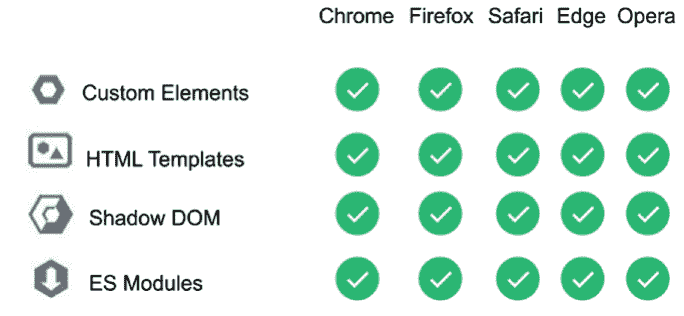 Chrome Firefox Safari Edge Opera
Custom Elements
HTML Templates
Shadow DOM
ES Modules